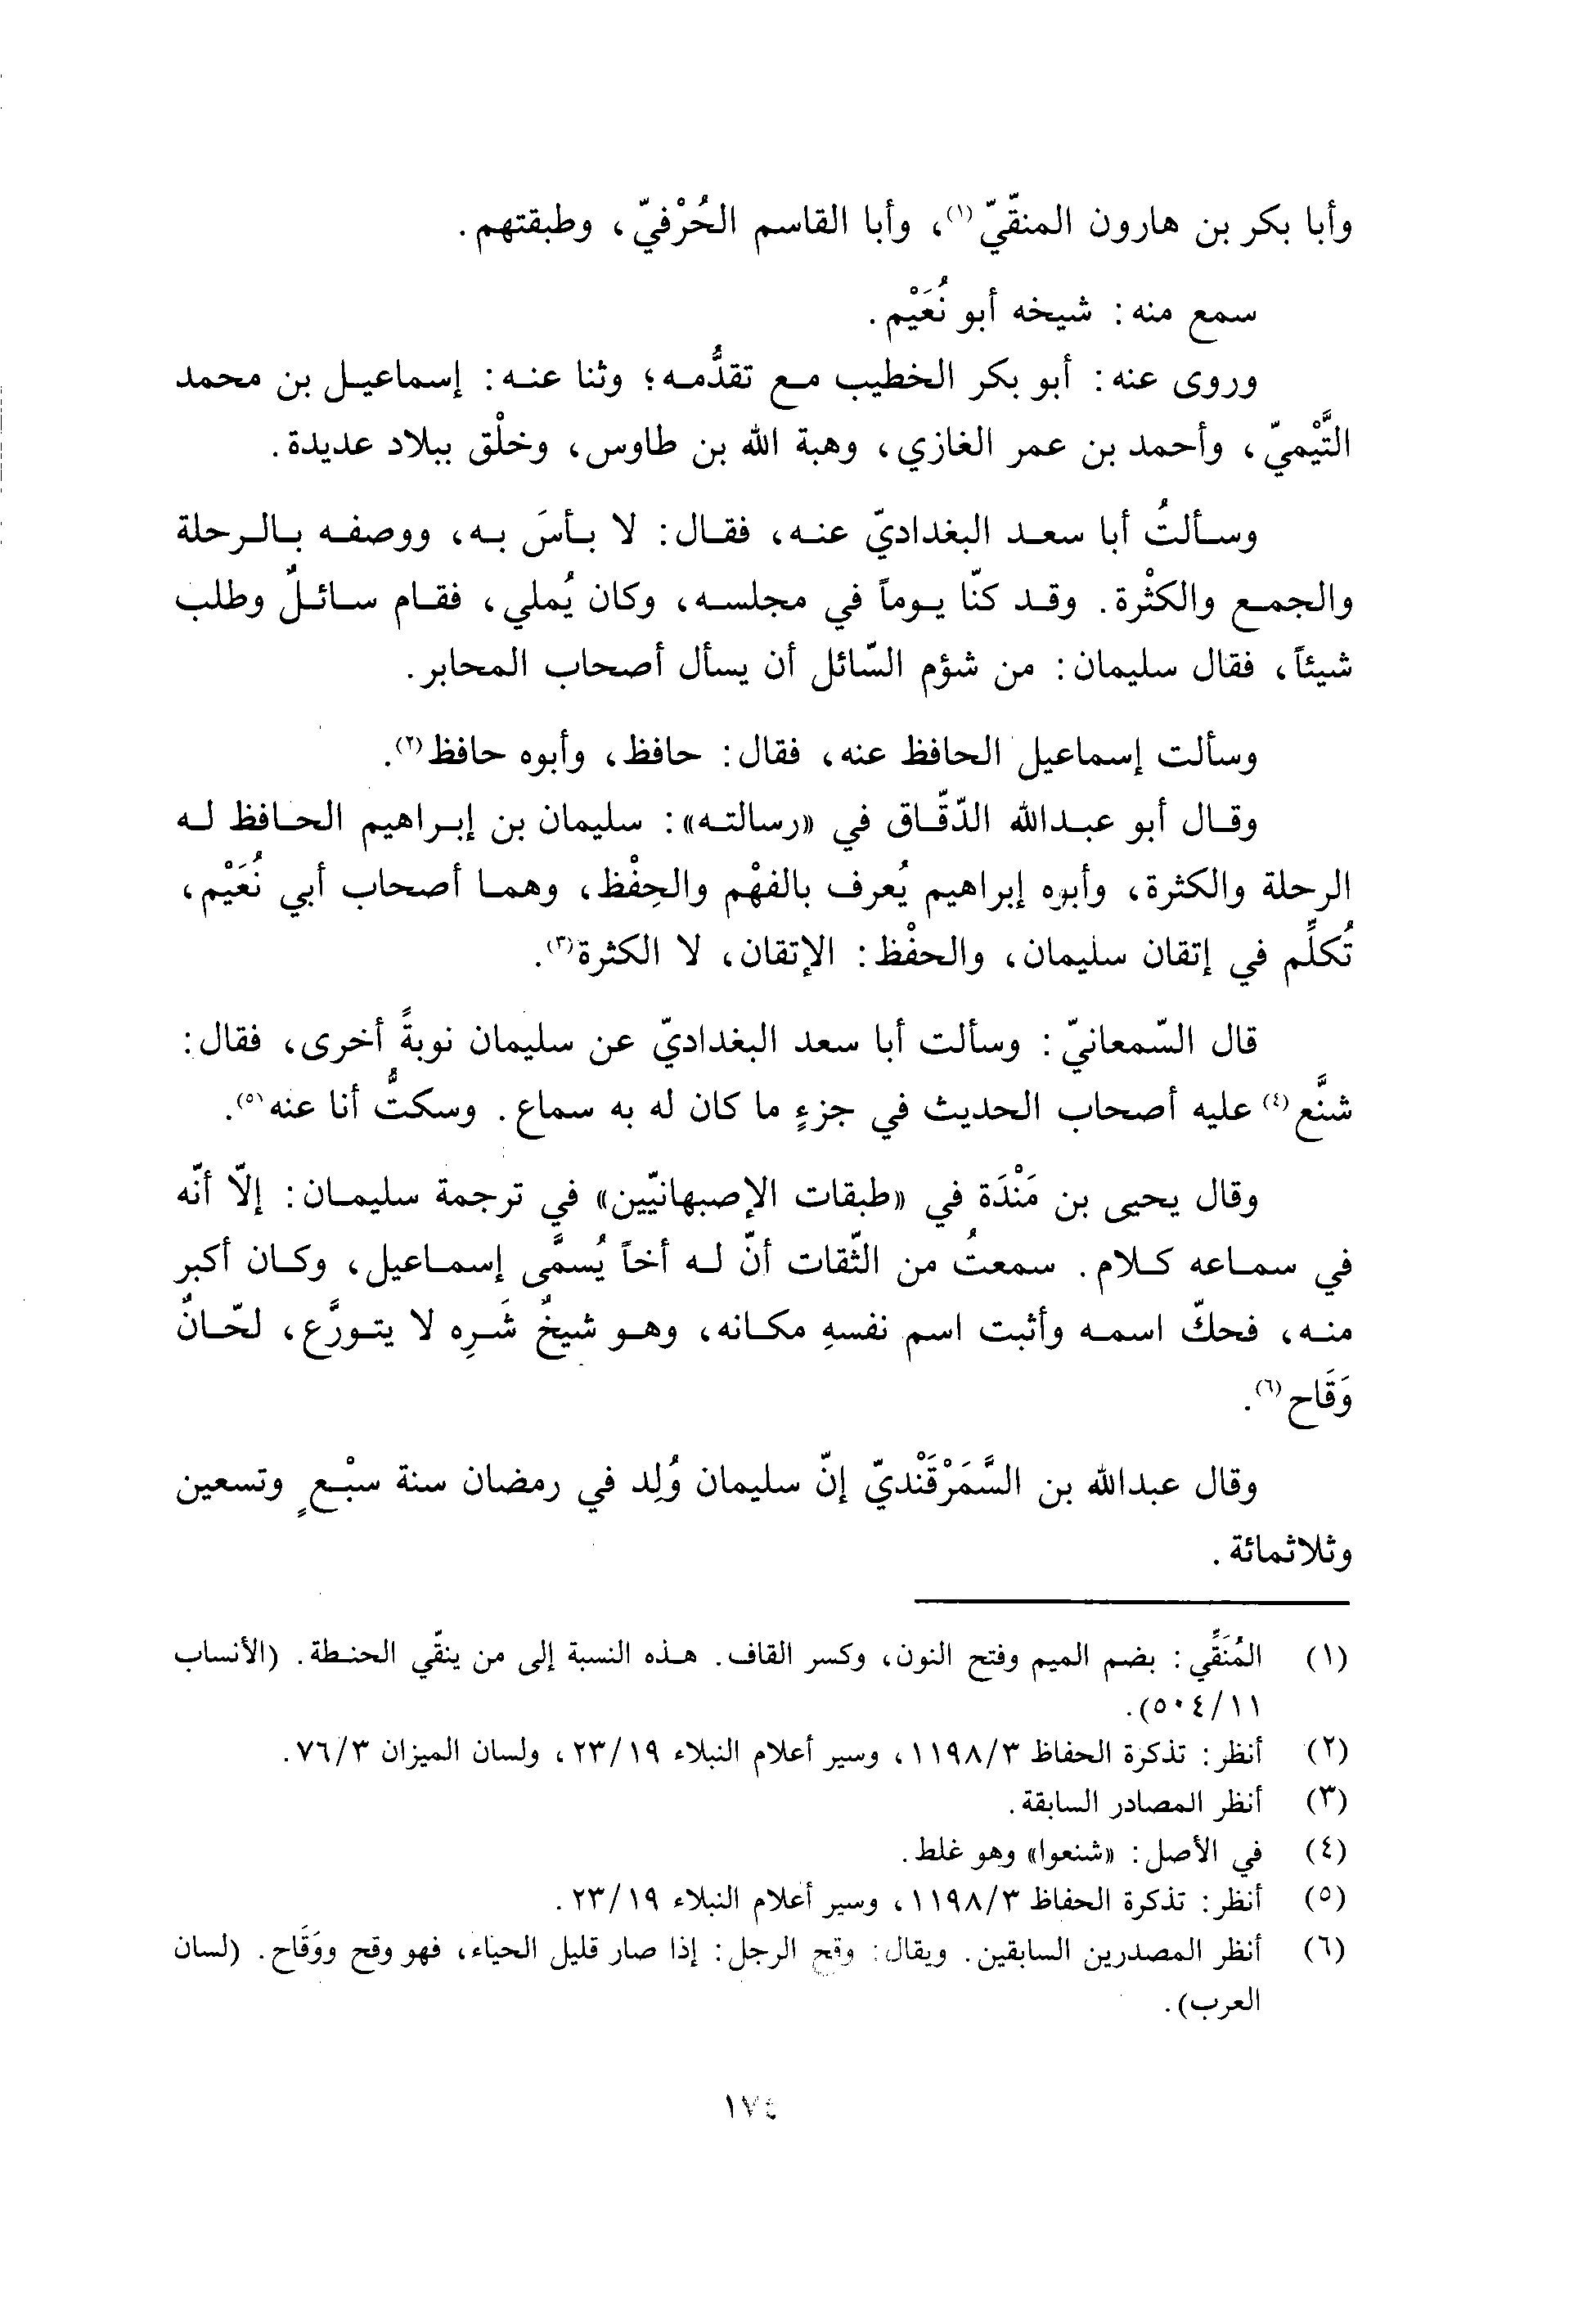 وأبا بكر بن هارون المنقّيّ(١)، وأبا القاسم الحُرْفيّ، وطبقتهم.
سمع منه: شيخه أبو نُعَيْم.
وروى عنه: أبو بكر الخطيب مع تقدُّمه؛ وثنا عنه: إسماعيل بن محمد
التَّيْميّ، وأحمد بن عمر الغازي، وهبة الله بن طاوس، وخلْق ببلاد عديدة.
وسألتُ أبا سعد البغداديّ عنه، فقال: لا بأسَ به، ووصفه بالرحلة
والجمع والكثْرة. وقد كنّا يوماً في مجلسه، وكان يُملي، فقام سائلٌ وطلب
شيئاً، فقال سليمان: من شؤم السّائل أن يسأل أصحاب المحابر.
وسألت إسماعيل الحافظ عنه، فقال: حافظ، وأبوه حافظ(٢).
وقال أبو عبدالله الدّقّاق في «رسالته»: سليمان بن إبراهيم الحافظ له
الرحلة والكثرة، وأبوه إبراهيم يُعرف بالفهْم والحِفْظ، وهما أصحاب أبي نُعَيْم،
تُكلِّم في إتقان سليمان، والحفْظ: الإتقان، لا الكثرة(٣).
قال السّمعانيّ: وسألت أبا سعد البغداديّ عن سليمان نوبةً أخرى، فقال:
شنَّع(٤) عليه أصحاب الحديث في جزءٍ ما كان له به سماع. وسكتُّ أنا عنه(٥).
وقال يحيى بن مَنْدَة في «طبقات الإصبهانيّين» في ترجمة سليمان: إلّا أنّه
في سماعه كلام. سمعتُ من الثّقات أنّ له أخاً يُسمَّى إسماعيل، وكان أكبر
منه، فحكّ اسمه وأثبت اسم نفسهِ مكانه، وهو شيخٌ شَرِه لا يتورَّع، لحّانٌ
وَقَاح(٦).
وقال عبدالله بن السَّمَرْقَنْديّ إنّ سليمان وُلِد في رمضان سنة سبْعٍ وتسعين
وثلاثمائة.
(١) المُنَقِّي: بضم الميم وفتح النون، وكسر القاف. هذه النسبة إلى من ينقّي الحنطة. (الأنساب
١١/٥٠٤).
(٢) أنظر: تذكرة الحفاظ ١١٩٨/٣، وسير أعلام النبلاء ٢٣/١٩، ولسان الميزان ٧٦/٣.
(٣) أنظر المصادر السابقة.
(٤) في الأصل: «شنعوا» وهو غلط.
(٥) أنظر: تذكرة الحفاظ ١١٩٨/٣، وسير أعلام النبلاء ٢٣/١٩.
(٦) أنظر المصدرين السابقين. ويقال: وقح الرجل: إذا صار قليل الحياء، فهو وقح ووَقَاح. (لسان
العرب).
١٧٤